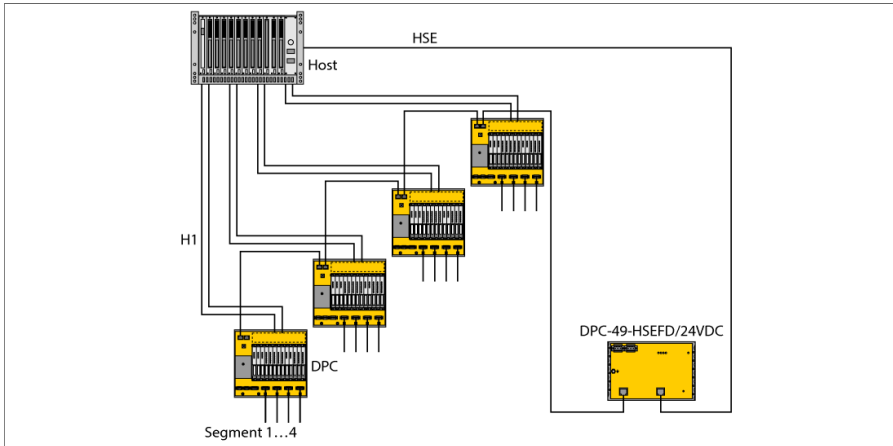 HSE
Host
H1
DPC-49-HSEFD/24VDC
DPC
Segment 1...4